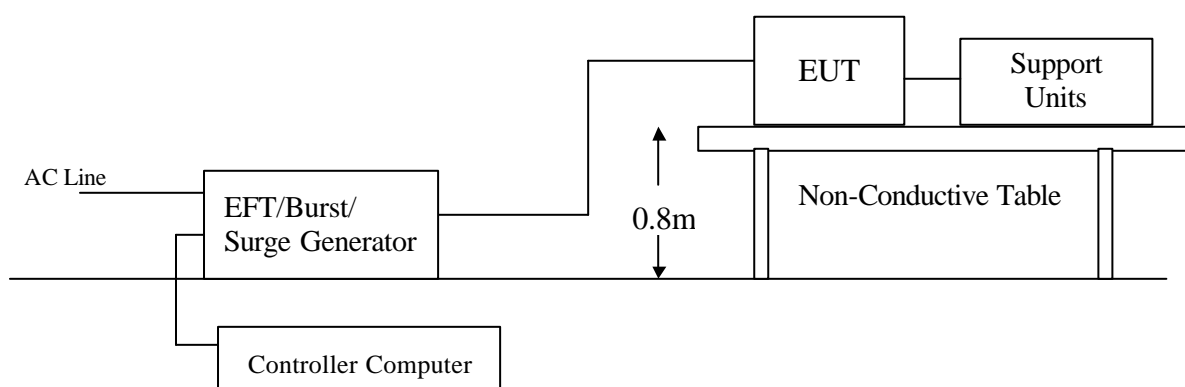 EUT
Support
Units
AC Line
EFT/Burst/
Surge Generator
0.8m
Non-Conductive Table
Controller Computer